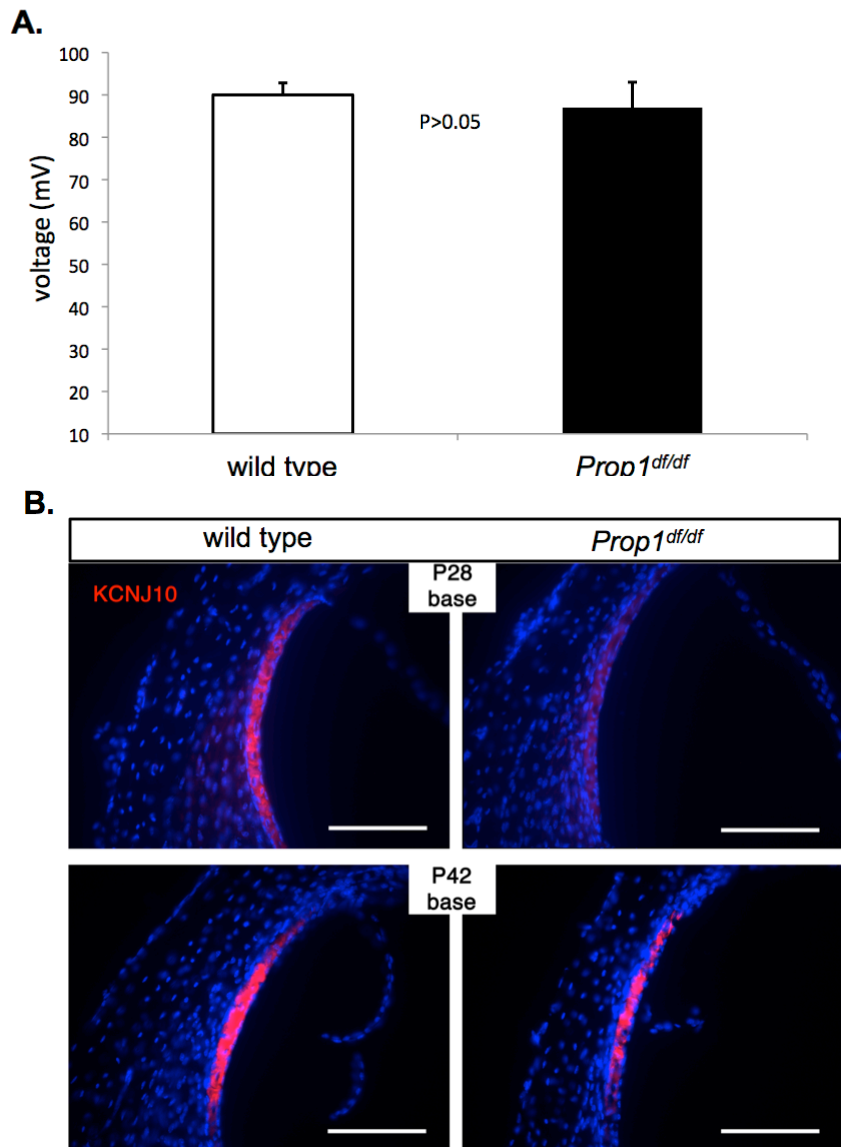 A.
100
90
80
70
60
50
40
30
20
10
voltage (mV)
P>0.05
wild type
Prop1df/df
B.
wild type
Prop1df/df
KCNJ10
P28
base
P42
base